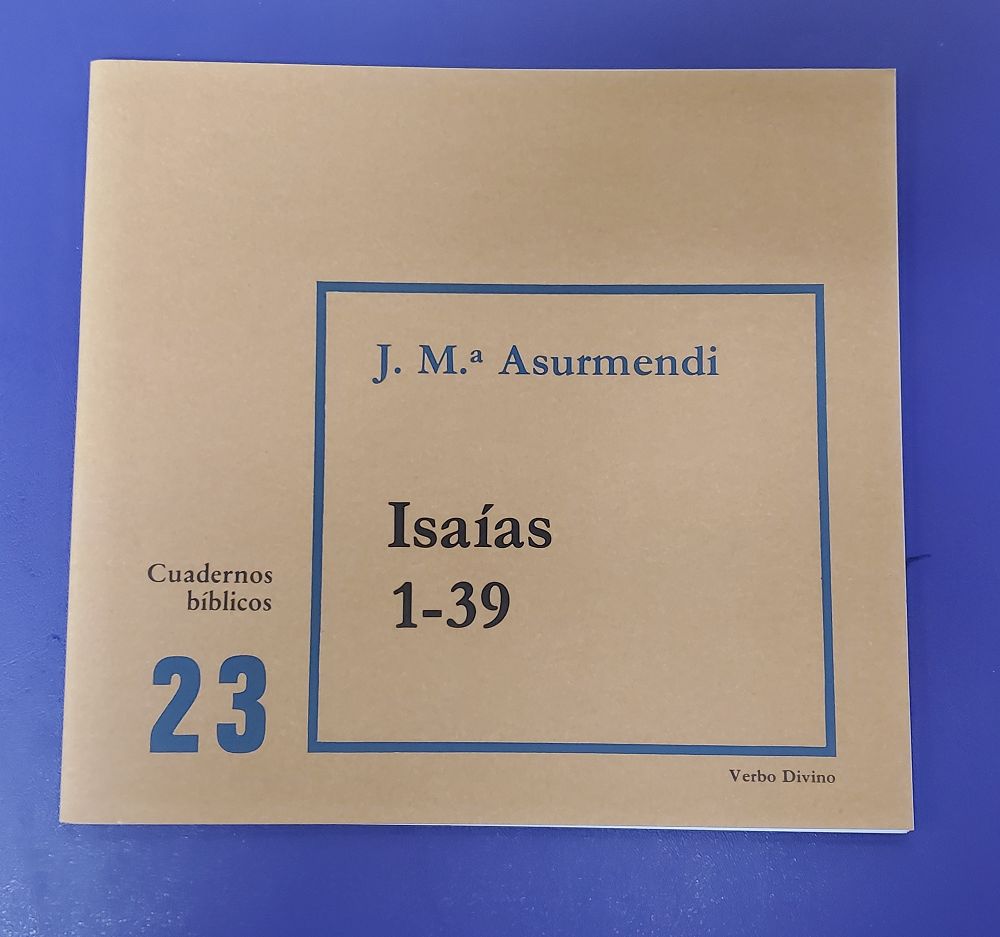 J. M.ª Asurmendi
Isaías
1-39
Cuadernos
bíblicos
23
Verbo Divino